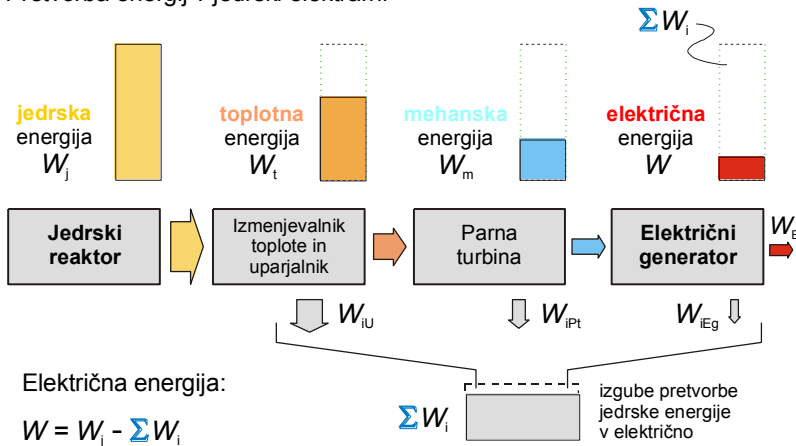 Pretvorba energij v jedrski elektrarni
ΣWi
jedrska
energija
Wj
toplotna
energija
Wt
mehanska
energija
Wm
električna
energija
W
Jedrski
reaktor
Izmenjevalnik
toplote in
uparjalnik
Parna
turbina
Električni
generator
WE
WiU
WiPt
WiEg
Električna energija:
W = Wj - ΣWi
ΣWi
izgube pretvorbe
jedrske energije
v električno